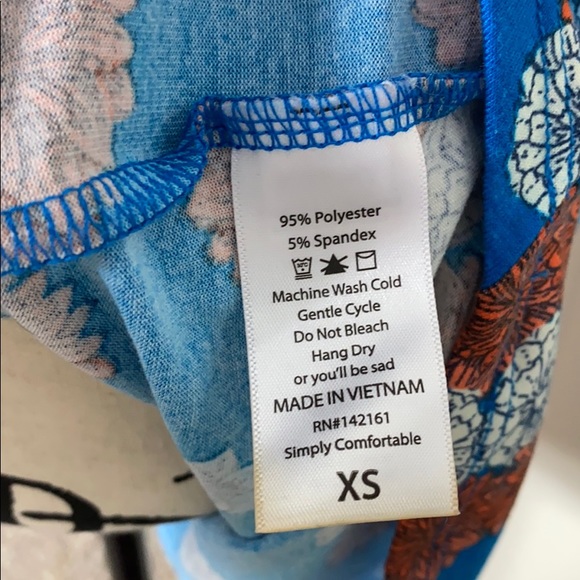 95% Polyester
5% Spandex
Machine Wash Cold
Gentle Cycle
Do Not Bleach
Hang Dry
or you'll be sad
MADE IN VIETNAM
RN#142161
Simply Comfortable
XS